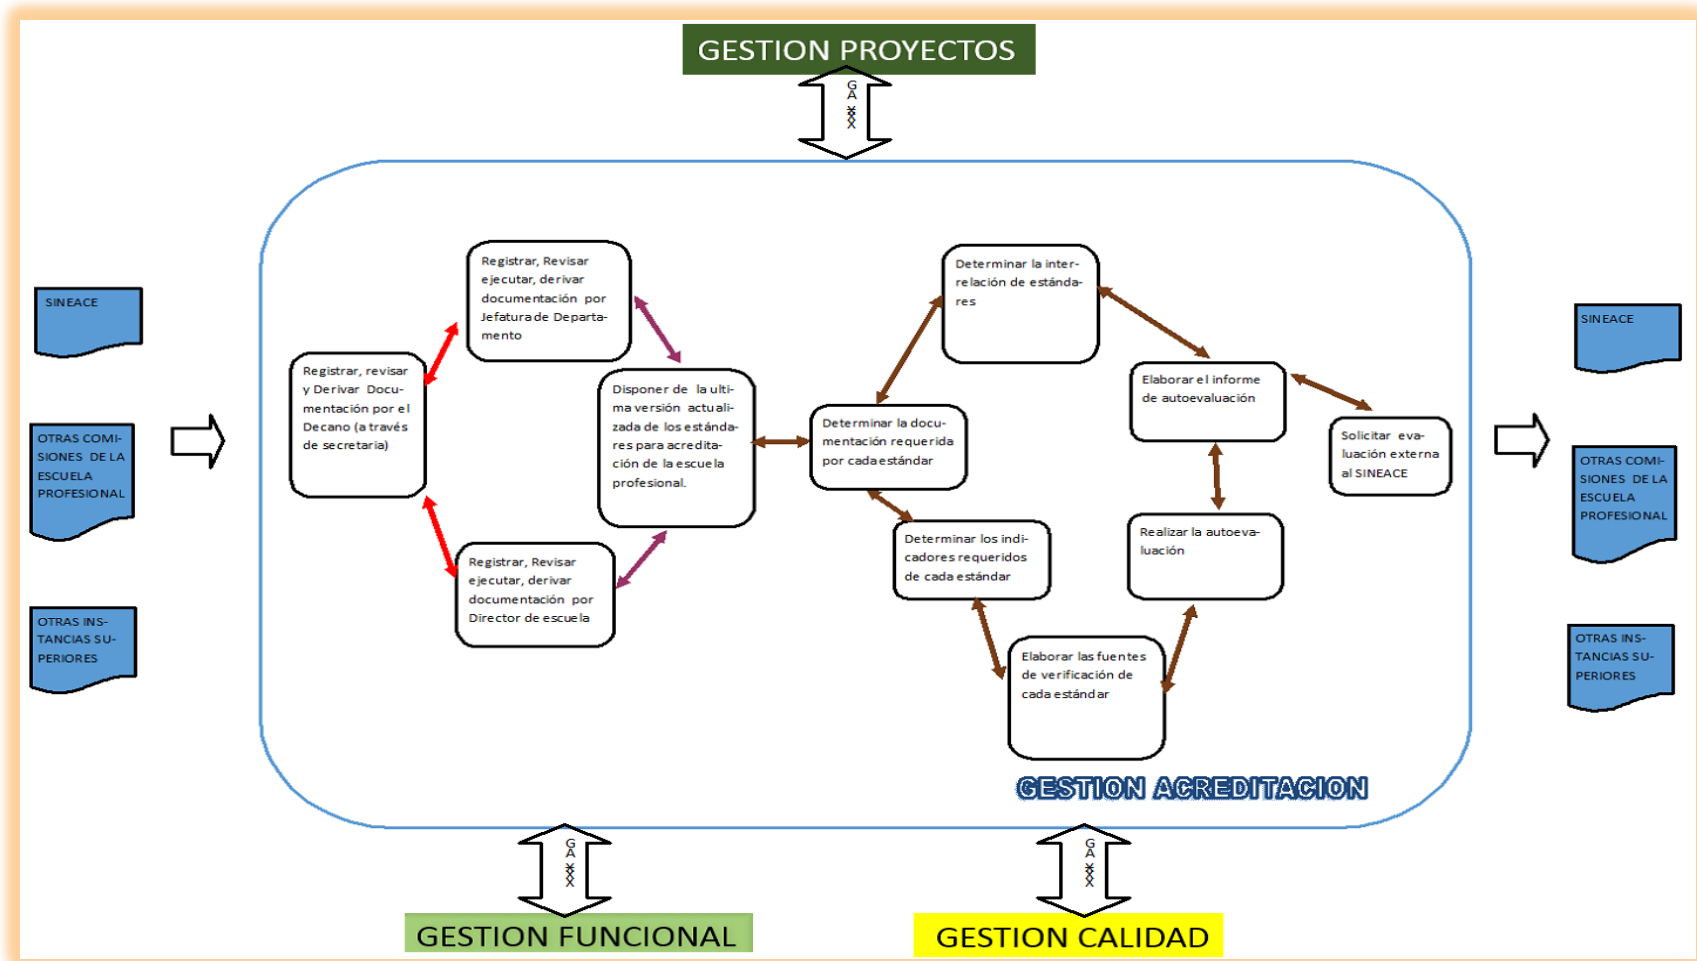 GESTION PROYECTOS
GA XXX
SINEACE
OTRAS COMI-
SIONES DE LA
ESCUELA
PROFESIONAL
OTRAS INS-
TANCIAS SU-
PERIORES
Registrar, revisar
y Derivar Docu-
mentación por el
Decano (a través
de secretaria)
Registrar, Revisar
ejecutar, derivar
documentación por
Jefatura de Departa-
mento
Registrar, Revisar
ejecutar, derivar
documentación por
Director de escuela
Disponer de la ulti-
ma versión actuali-
zada de los estánda-
res para acredita-
ción de la escuela
profesional.
Determinar la docu-
mentación requerida
por cada estándar
Determinar la inter-
relación de estánda-
res
Determinar los indi-
cadores requeridos
de cada estándar
Elaborar las fuentes
de verificación de
cada estándar
Realizar la autoeva-
luación
Elaborar el informe
de autoevaluación
Solicitar eva-
luación externa
al SINEACE
SINEACE
OTRAS COMI-
SIONES DE LA
ESCUELA
PROFESIONAL
OTRAS INS-
TANCIAS SU-
PERIORES
GESTION ACREDITACION
GA XXX
GA XXX
GESTION FUNCIONAL
GESTION CALIDAD